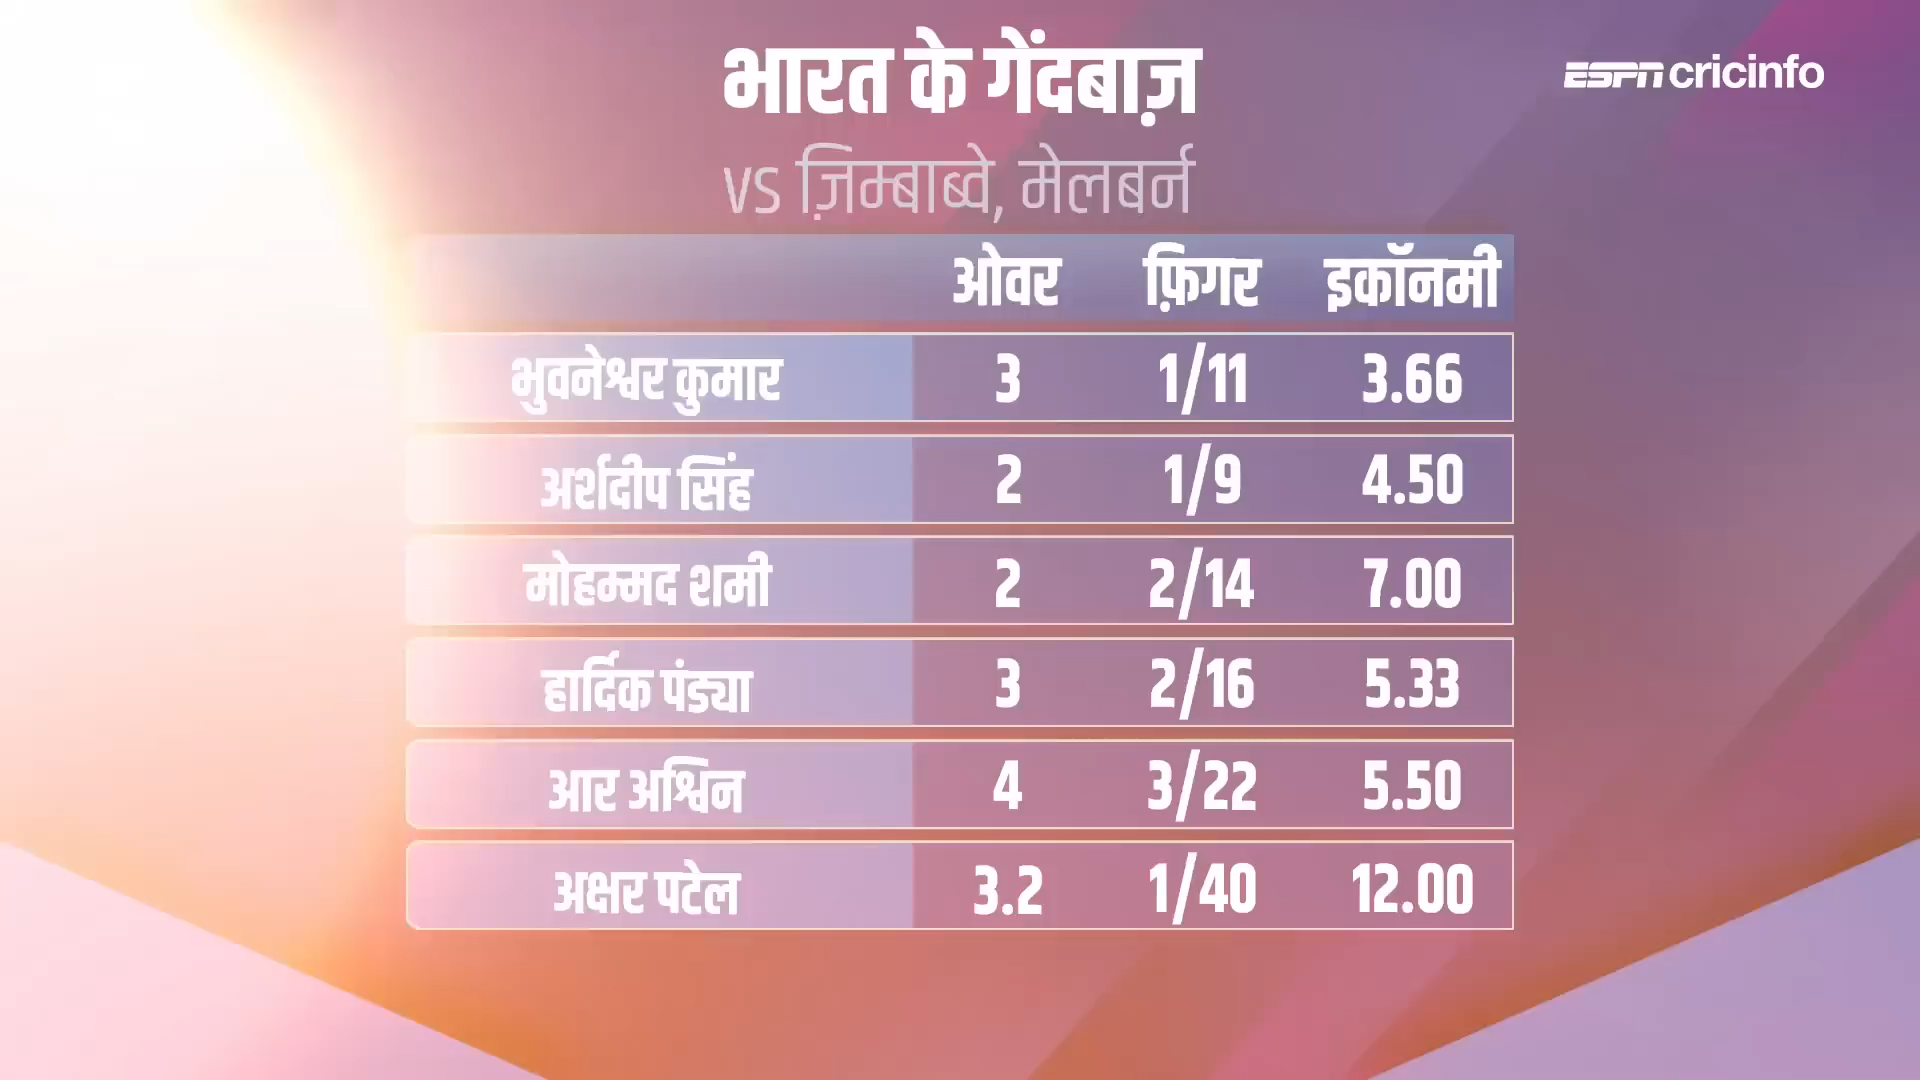 भारत के गेंदबाज़
ESPN cricinfo
vs ज़िम्बाब्वे, मेलबर्न
ओवर फ़िगर इकॉनमी
भुवनेश्वर कुमार 3 1/11 3.66
अर्शदीप सिंह 2 1/9 4.50
मोहम्मद शमी 2 2/14 7.00
हार्दिक पंड्या 3 2/16 5.33
आर अश्विन 4 3/22 5.50
अक्षर पटेल 3.2 1/40 12.00